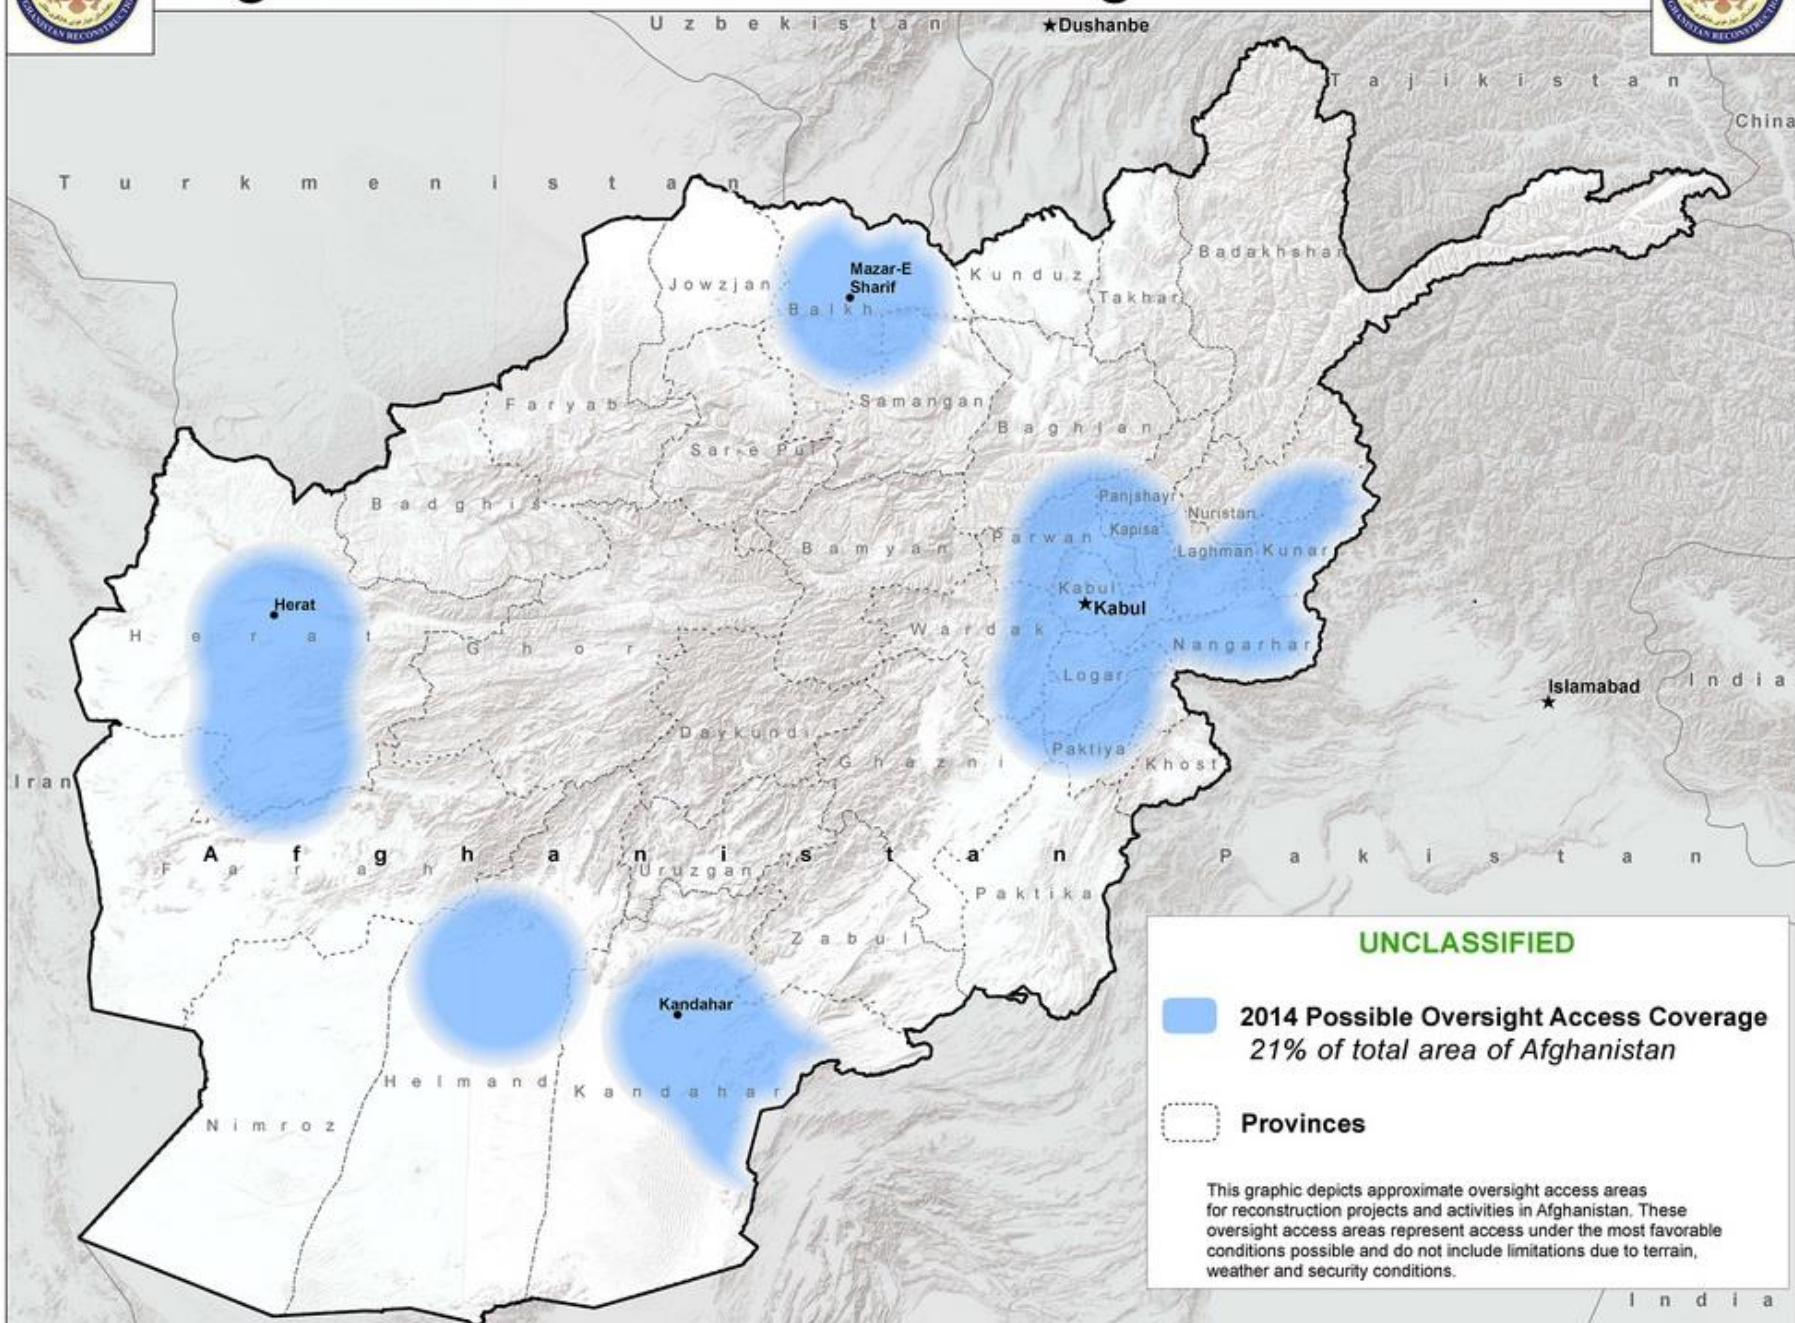 GHANISTAN RECONSTRUCTION
GHANISTAN RECONSTRUCTION
Uzbekistan
Dushanbe
Tajikistan
China
Turkmenistan
Badakhshan
Mazar-E
Sharif
Kunduz
Jowzjan
Takhar
Balkh
Faryab
Samangan
Baghlan
Sar-e Pul
Badghis
Panjshayr
Nuristan
Kapisa
Parwan
Bamyan
Laghman
Kunar
Kabul
Herat
Kabul
Herat
Wardak
Ghor
Nangarhar
Logar
India
Islamabad
Daykundi
Paktiya
Ghazni
Khost
Iran
Afghanistan
Pakistan
Farah
Uruzgan
Paktika
Zabul
Kandahar
Helmand
Kandahar
Nimroz
UNCLASSIFIED
2014 Possible Oversight Access Coverage
21% of total area of Afghanistan
Provinces
This graphic depicts approximate oversight access areas
for reconstruction projects and activities in Afghanistan. These
oversight access areas represent access under the most favorable
conditions possible and do not include limitations due to terrain,
weather and security conditions.
India